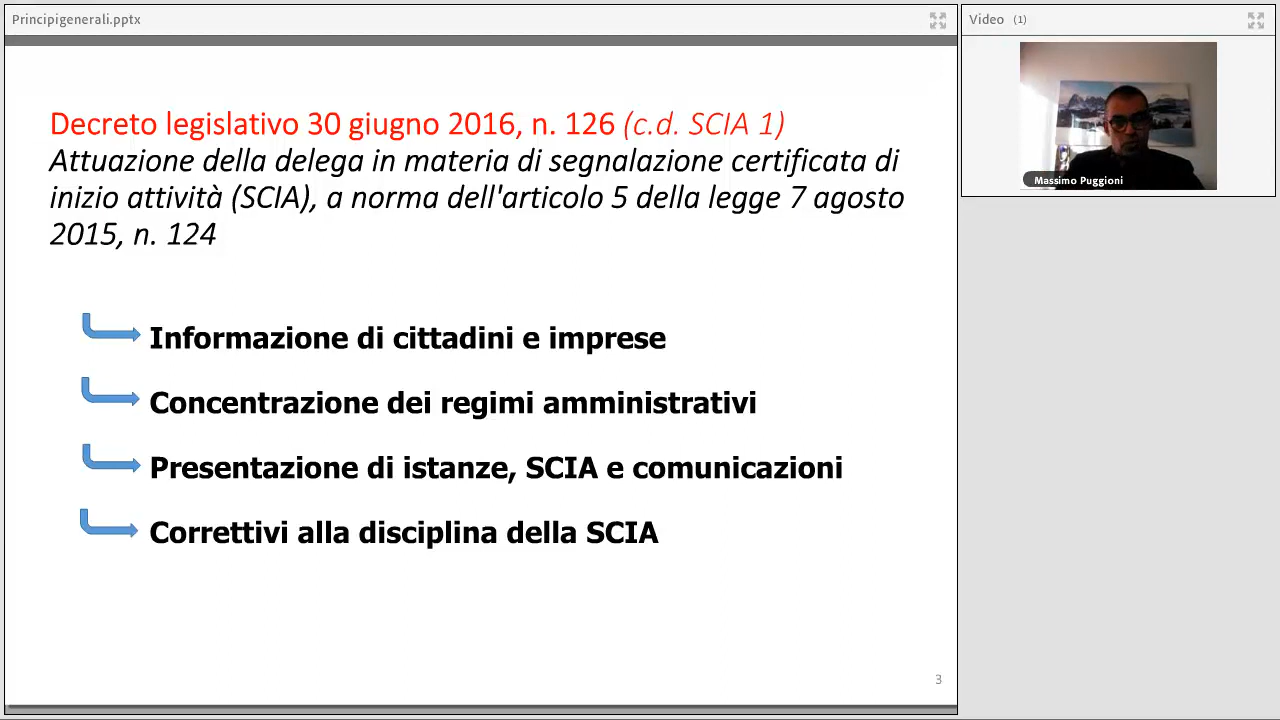 Principigenerali.pptx
Video (1)
Massimo Puggioni
Decreto legislativo 30 giugno 2016, n. 126 (c.d. SCIA 1)
Attuazione della delega in materia di segnalazione certificata di
inizio attività (SCIA), a norma dell'articolo 5 della legge 7 agosto
2015, n. 124
Informazione di cittadini e imprese
Concentrazione dei regimi amministrativi
Presentazione di istanze, SCIA e comunicazioni
Correttivi alla disciplina della SCIA
3